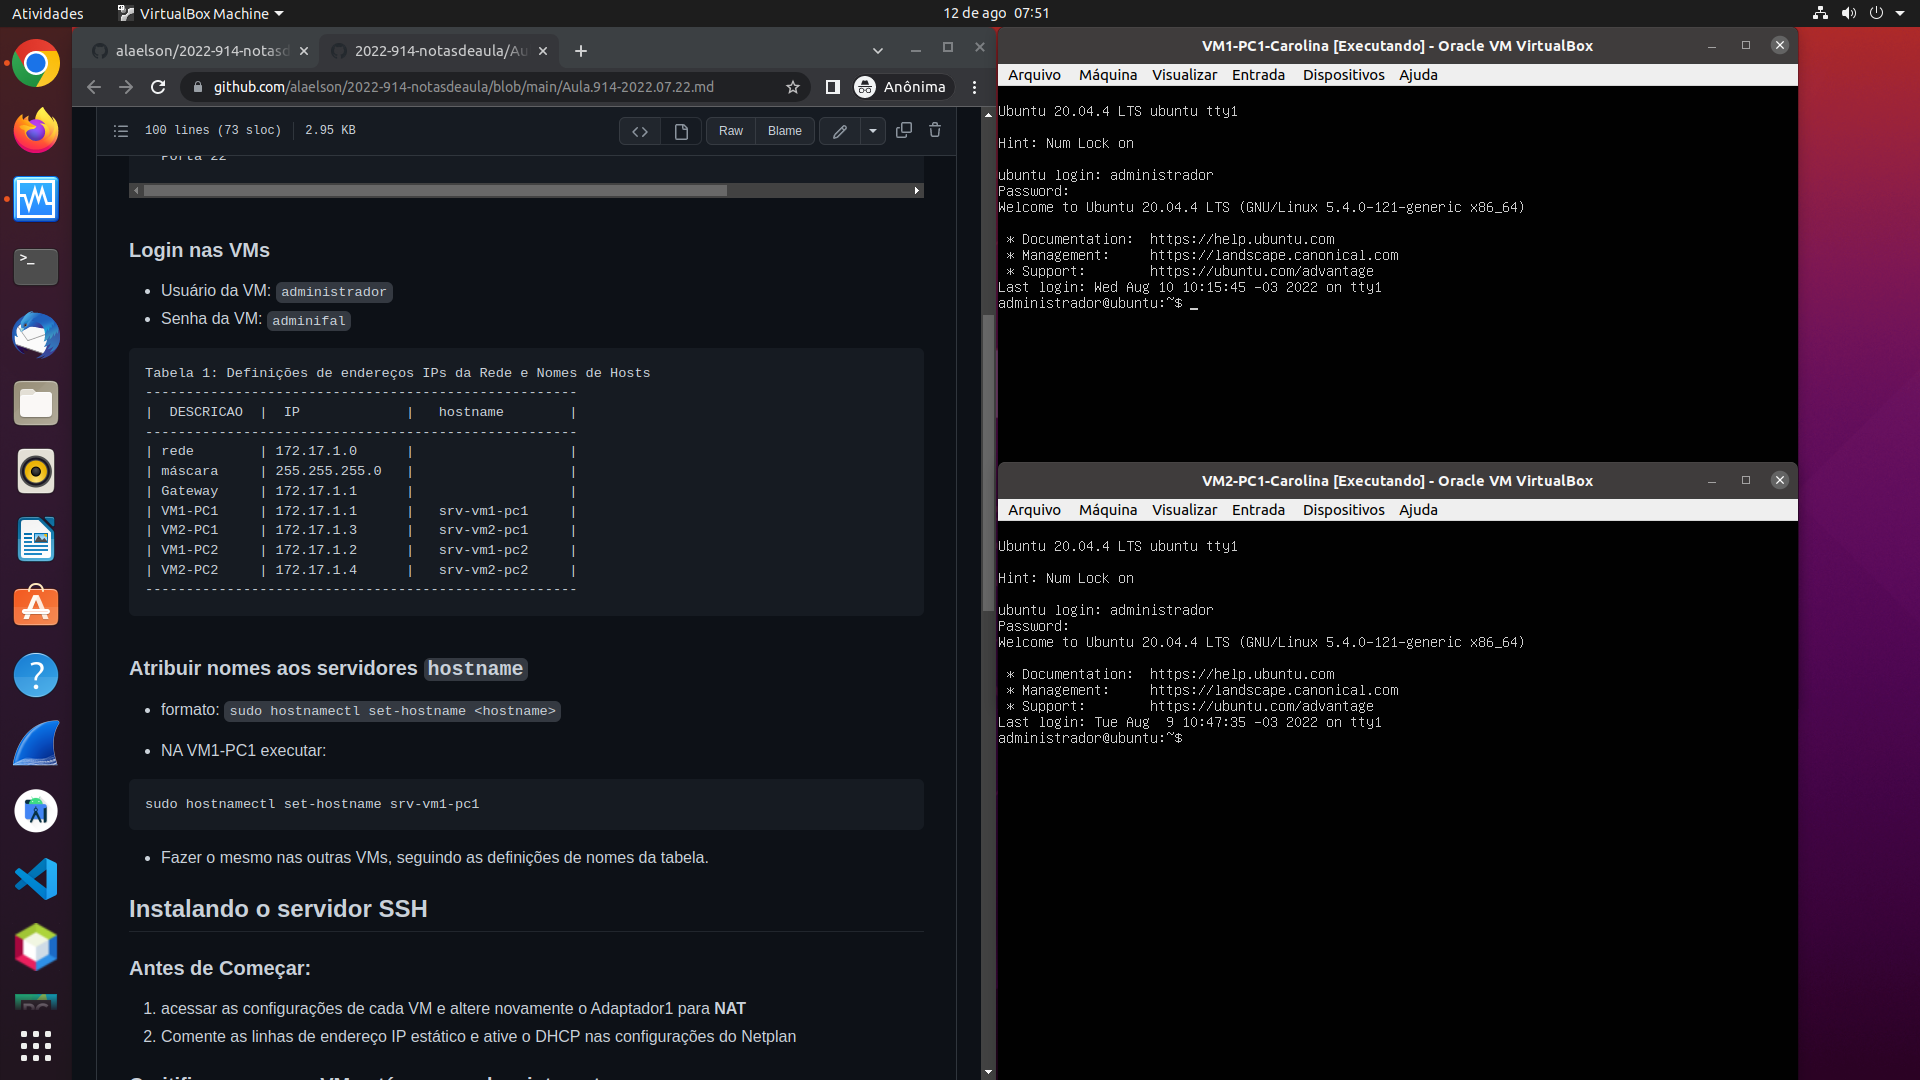 Atividades
VirtualBox Machine
12 de ago 07:51
alaelson/2022-914-notasd
2022-914-notasdeaula/Au
github.com/alaelson/2022-914-notasdeaula/blob/main/Aula.914-2022.07.22.md
Anônima
100 lines (73 sloc) 2.95 KB
Raw
Blame
Porta 22
Login nas VMs
Usuário da VM: administrador
Senha da VM: adminifal
Tabela 1: Definições de endereços IPs da Rede e Nomes de Hosts
-----------------------------------------------------
| DESCRICAO | IP | hostname |
-----------------------------------------------------
| rede | 172.17.1.0 | |
| máscara | 255.255.255.0 | |
| Gateway | 172.17.1.1 | |
| VM1-PC1 | 172.17.1.1 | srv-vm1-pc1 |
| VM2-PC1 | 172.17.1.3 | srv-vm2-pc1 |
| VM1-PC2 | 172.17.1.2 | srv-vm1-pc2 |
| VM2-PC2 | 172.17.1.4 | srv-vm2-pc2 |
-----------------------------------------------------
Atribuir nomes aos servidores hostname
formato: sudo hostnamectl set-hostname <hostname>
NA VM1-PC1 executar:
sudo hostnamectl set-hostname srv-vm1-pc1
Fazer o mesmo nas outras VMs, seguindo as definições de nomes da tabela.
Instalando o servidor SSH
Antes de Começar:
1. acessar as configurações de cada VM e altere novamente o Adaptador1 para NAT
2. Comente as linhas de endereço IP estático e ative o DHCP nas configurações do Netplan
VM1-PC1-Carolina [Executando] - Oracle VM VirtualBox
Arquivo Máquina Visualizar Entrada Dispositivos Ajuda
Ubuntu 20.04.4 LTS ubuntu tty1
Hint: Num Lock on
ubuntu login: administrador
Password:
Welcome to Ubuntu 20.04.4 LTS (GNU/Linux 5.4.0-121-generic x86_64)
* Documentation: https://help.ubuntu.com
* Management: https://landscape.canonical.com
* Support: https://ubuntu.com/advantage
Last login: Wed Aug 10 10:15:45 -03 2022 on tty1
administrador@ubuntu:~$ _
VM2-PC1-Carolina [Executando] - Oracle VM VirtualBox
Arquivo Máquina Visualizar Entrada Dispositivos Ajuda
Ubuntu 20.04.4 LTS ubuntu tty1
Hint: Num Lock on
ubuntu login: administrador
Password:
Welcome to Ubuntu 20.04.4 LTS (GNU/Linux 5.4.0-121-generic x86_64)
* Documentation: https://help.ubuntu.com
* Management: https://landscape.canonical.com
* Support: https://ubuntu.com/advantage
Last login: Tue Aug 9 10:47:35 -03 2022 on tty1
administrador@ubuntu:~$